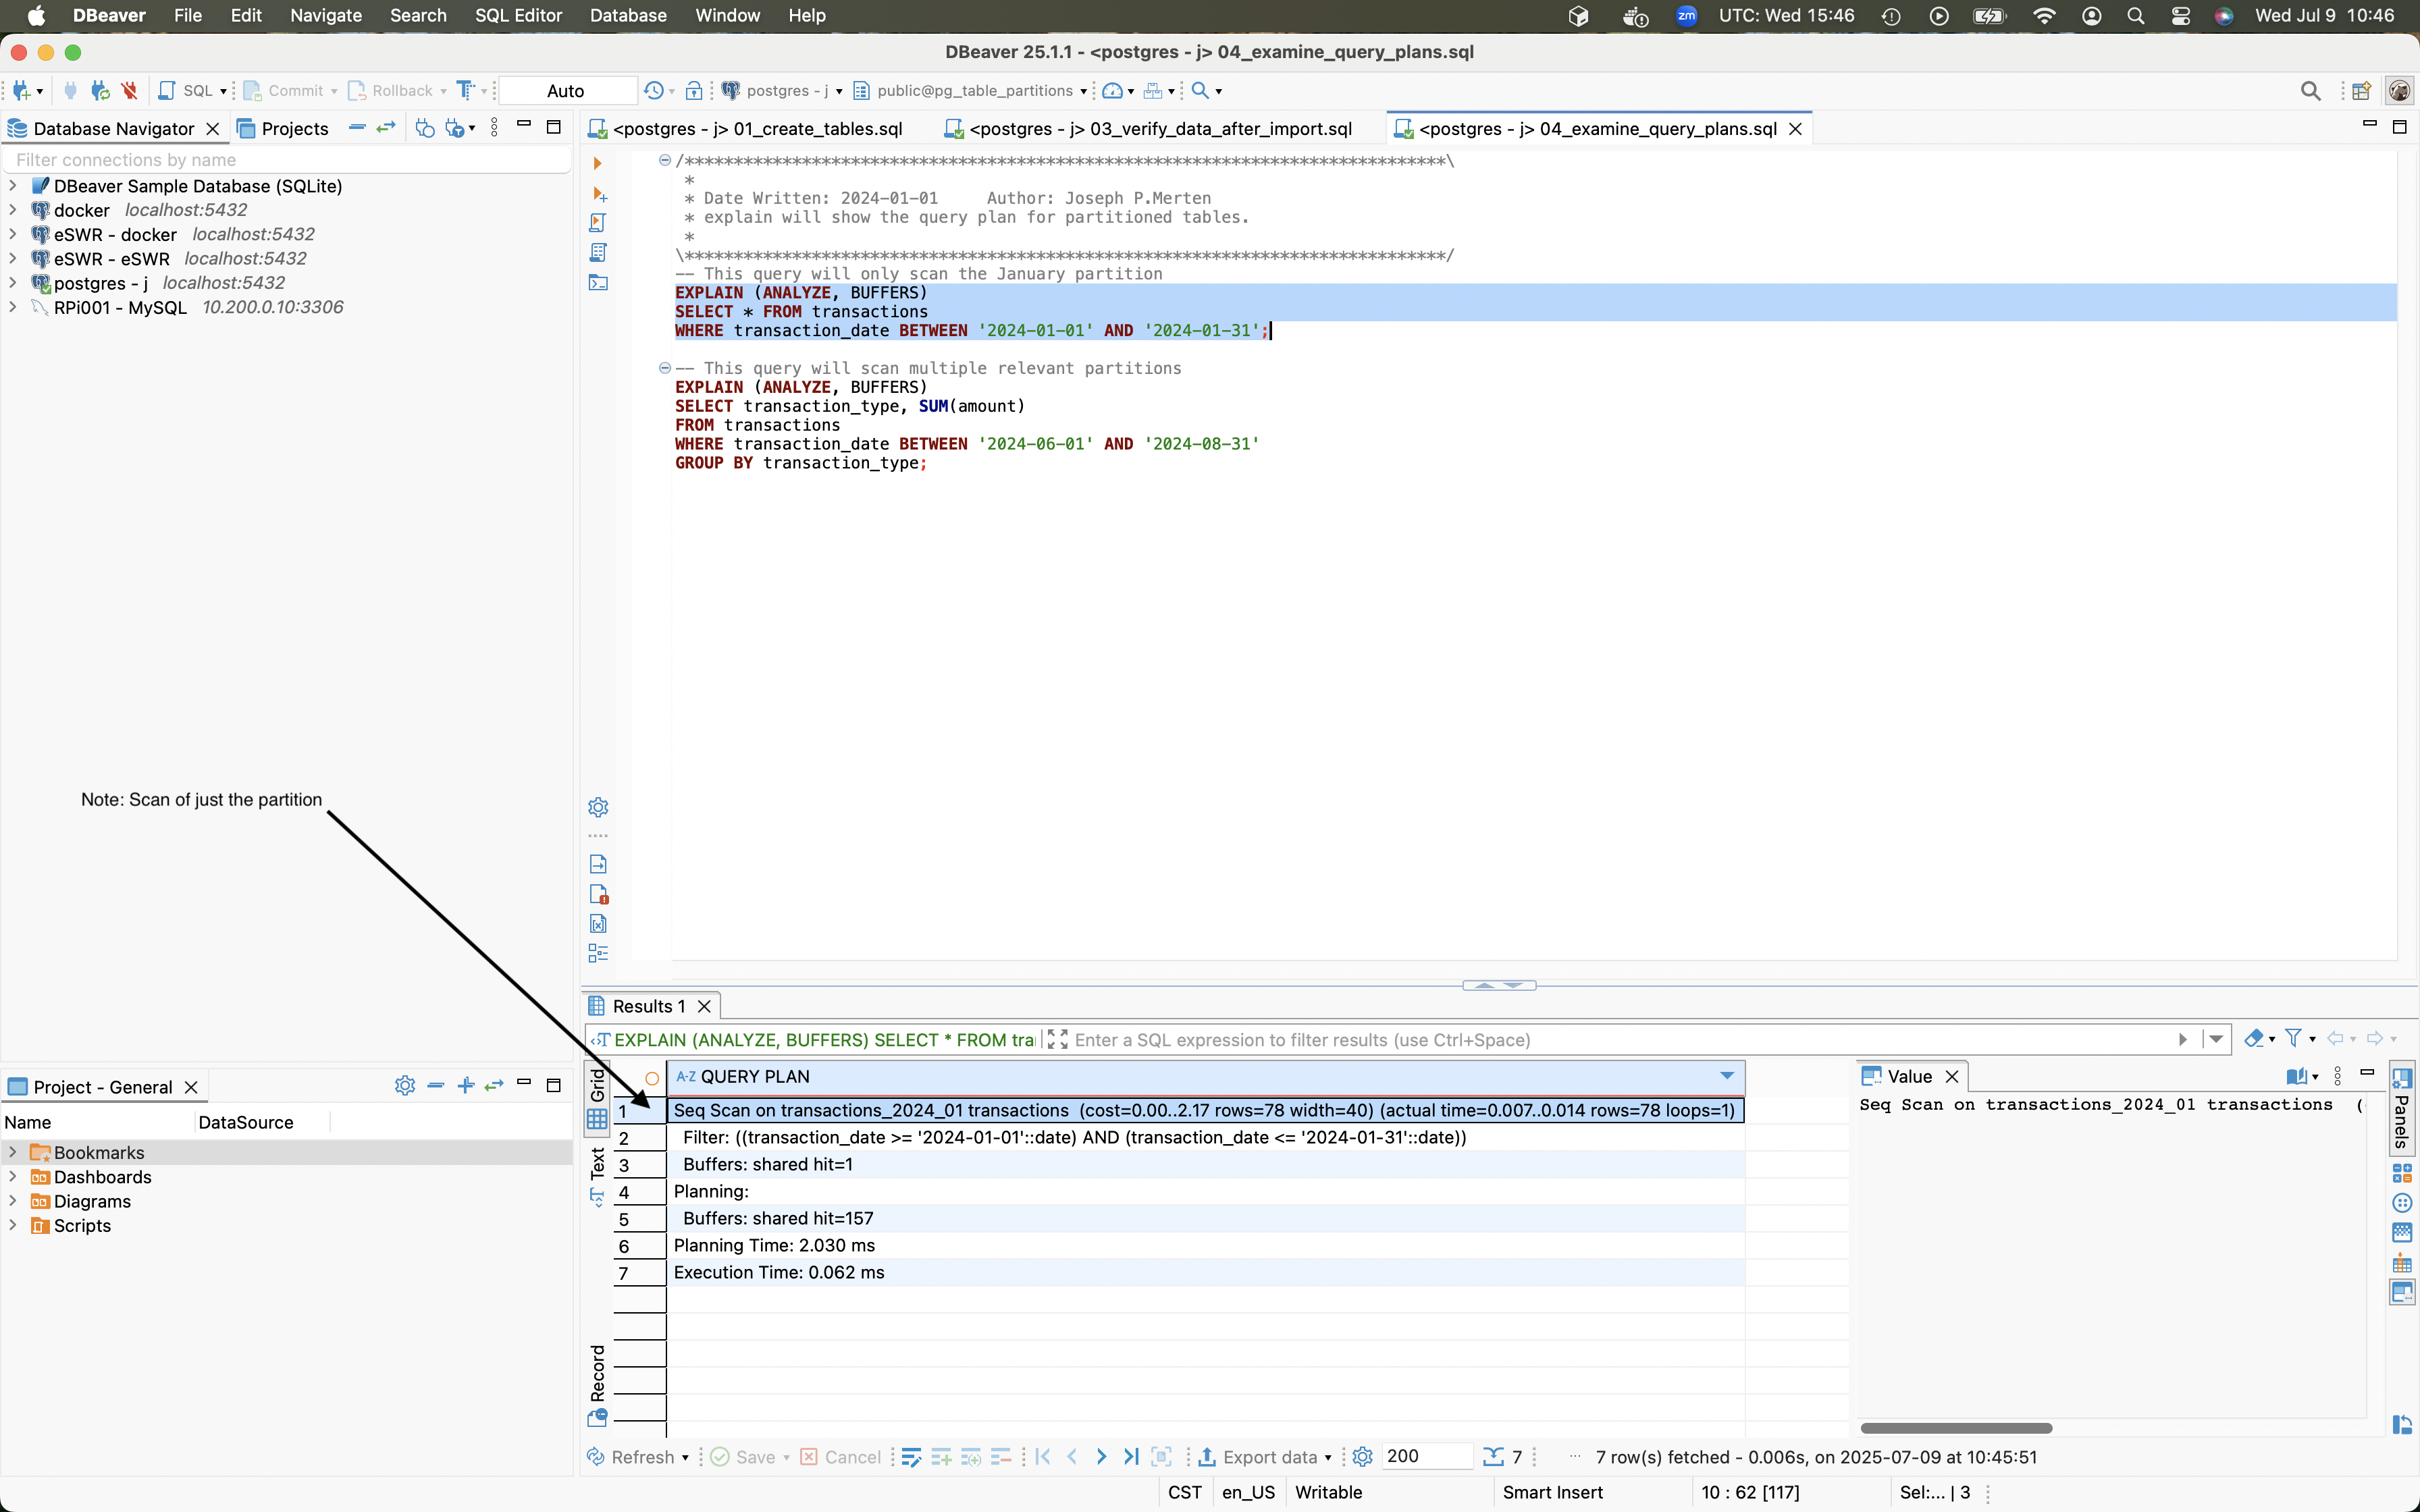 DBeaver File Edit Navigate Search SQL Editor Database Window Help
zm UTC: Wed 15:46 Wed Jul 9 10:46
DBeaver 25.1.1 - <postgres - j> 04_examine_query_plans.sql
SQL Commit Rollback Auto postgres - j public@pg_table_partitions
Database Navigator Projects
Filter connections by name
DBeaver Sample Database (SQLite)
docker localhost:5432
eSWR - docker localhost:5432
eSWR - eSWR localhost:5432
postgres - j localhost:5432
RPi001 - MySQL 10.200.0.10:3306
Note: Scan of just the partition
Project - General
Name DataSource
Bookmarks
Dashboards
Diagrams
Scripts
<postgres - j> 01_create_tables.sql <postgres - j> 03_verify_data_after_import.sql <postgres - j> 04_examine_query_plans.sql
/******************************************************************************\
*
* Date Written: 2024-01-01     Author: Joseph P.Merten
* explain will show the query plan for partitioned tables.
*
\******************************************************************************/
-- This query will only scan the January partition
EXPLAIN (ANALYZE, BUFFERS)
SELECT * FROM transactions
WHERE transaction_date BETWEEN '2024-01-01' AND '2024-01-31';
-- This query will scan multiple relevant partitions
EXPLAIN (ANALYZE, BUFFERS)
SELECT transaction_type, SUM(amount)
FROM transactions
WHERE transaction_date BETWEEN '2024-06-01' AND '2024-08-31'
GROUP BY transaction_type;
Results 1
EXPLAIN (ANALYZE, BUFFERS) SELECT * FROM tra Enter a SQL expression to filter results (use Ctrl+Space)
Grid
Text
Record
A-Z QUERY PLAN
1 Seq Scan on transactions_2024_01 transactions  (cost=0.00..2.17 rows=78 width=40) (actual time=0.007..0.014 rows=78 loops=1)
2 Filter: ((transaction_date >= '2024-01-01'::date) AND (transaction_date <= '2024-01-31'::date))
3 Buffers: shared hit=1
4 Planning:
5 Buffers: shared hit=157
6 Planning Time: 2.030 ms
7 Execution Time: 0.062 ms
Value
Seq Scan on transactions_2024_01 transactions  (
Panels
Refresh Save Cancel Export data 200 7 ... 7 row(s) fetched - 0.006s, on 2025-07-09 at 10:45:51
CST en_US Writable Smart Insert 10 : 62 [117] Sel:... | 3